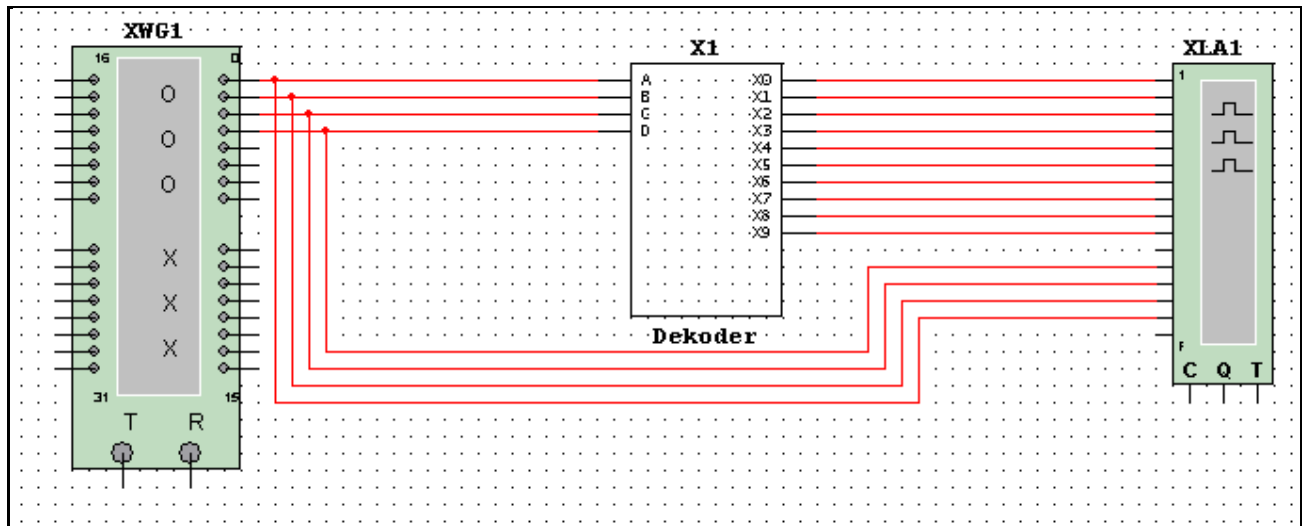 XWG1
16 0
O
O
O
X
X
X
31 15
T R
X1
A X0
B X1
C X2
D X3
X4
X5
X6
X7
X8
X9
Dekoder
XLA1
1
F
C Q T